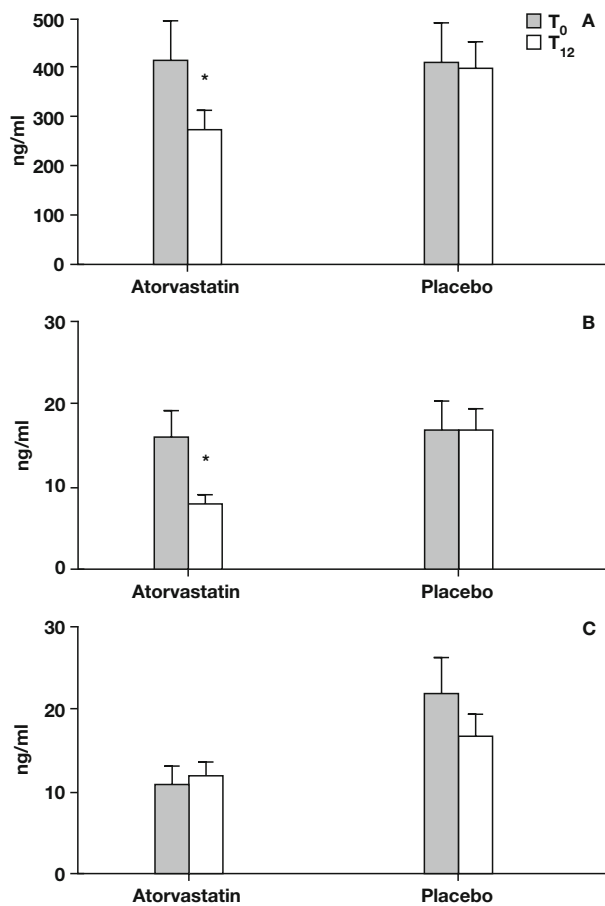 500
400
300
200
100
0
ng/ml
T0
T12
A
*
Atorvastatin
Placebo
30
20
10
0
ng/ml
B
*
Atorvastatin
Placebo
30
20
10
0
ng/ml
C
Atorvastatin
Placebo